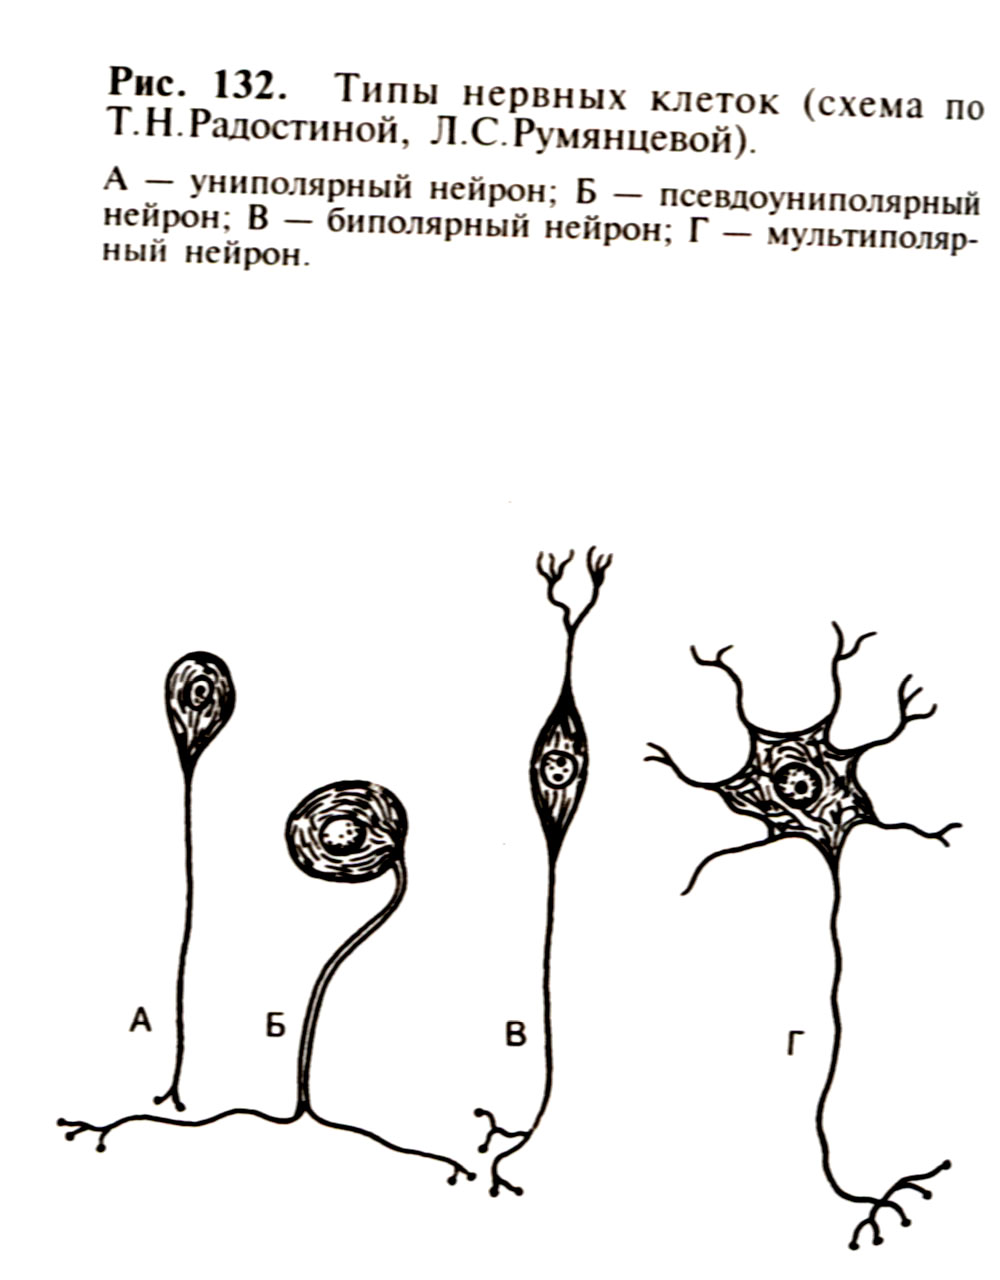 Рис. 132. Типы нервных клеток (схема по
Т.Н.Радостиной, Л.С.Румянцевой).
А — униполярный нейрон; Б — псевдоуниполярный
нейрон; В — биполярный нейрон; Г — мультиполяр-
ный нейрон.
А
Б
В
Г